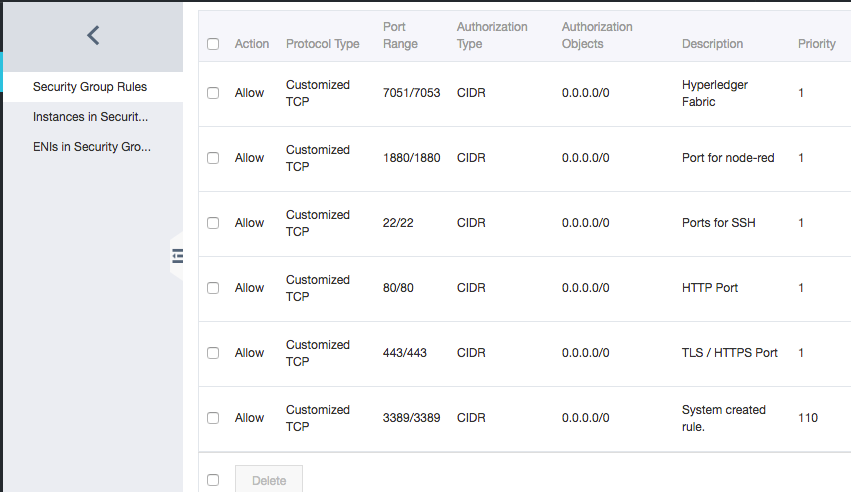 Security Group Rules
Instances in Securit...
ENIs in Security Gro...
Action Protocol Type Port Range Authorization Type Authorization Objects Description Priority
Allow Customized TCP 7051/7053 CIDR 0.0.0.0/0 Hyperledger Fabric 1
Allow Customized TCP 1880/1880 CIDR 0.0.0.0/0 Port for node-red 1
Allow Customized TCP 22/22 CIDR 0.0.0.0/0 Ports for SSH 1
Allow Customized TCP 80/80 CIDR 0.0.0.0/0 HTTP Port 1
Allow Customized TCP 443/443 CIDR 0.0.0.0/0 TLS / HTTPS Port 1
Allow Customized TCP 3389/3389 CIDR 0.0.0.0/0 System created rule. 110
Delete